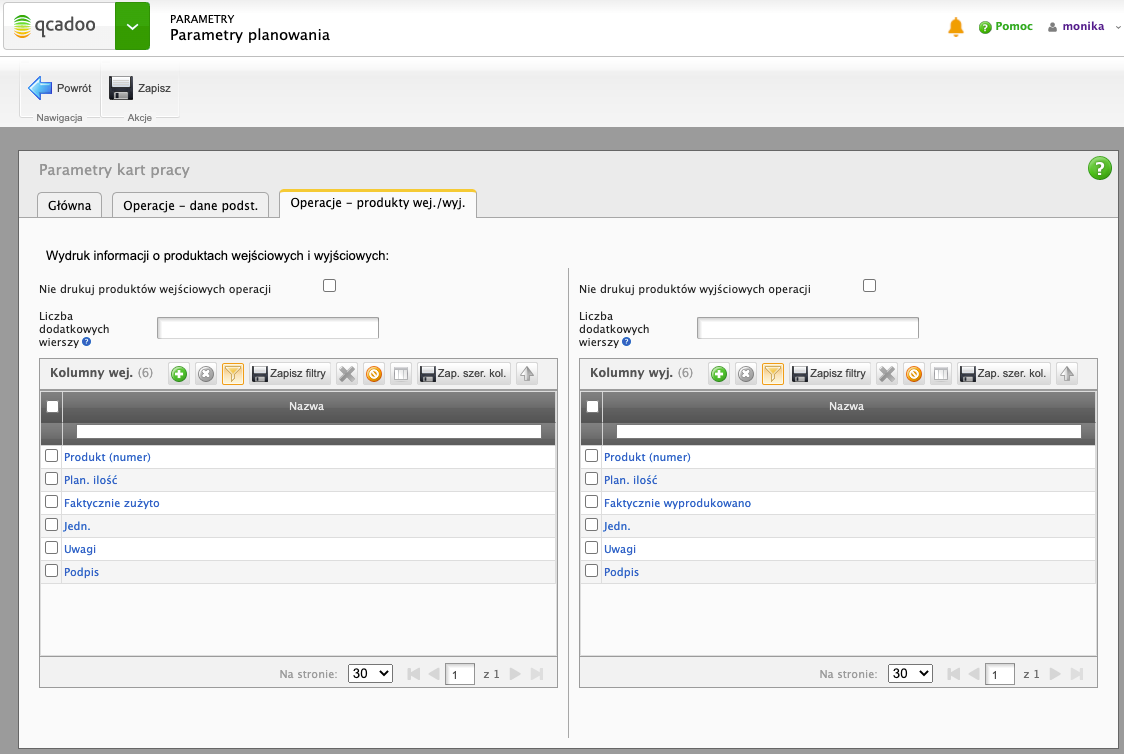 qcadoo
PARAMETRY
Parametry planowania
Pomoc
monika
Powrót
Zapisz
Nawigacja
Akcje
Parametry kart pracy
?
Główna
Operacje – dane podst.
Operacje – produkty wej./wyj.
Wydruk informacji o produktach wejściowych i wyjściowych:
Nie drukuj produktów wejściowych operacji
Liczba
dodatkowych
wierszy ?
Kolumny wej. (6)
Zapisz filtry
Zap. szer. kol.
Nazwa
Produkt (numer)
Plan. ilość
Faktycznie zużyto
Jedn.
Uwagi
Podpis
Na stronie: 30 1 z 1
Nie drukuj produktów wyjściowych operacji
Liczba
dodatkowych
wierszy ?
Kolumny wyj. (6)
Zapisz filtry
Zap. szer. kol.
Nazwa
Produkt (numer)
Plan. ilość
Faktycznie wyprodukowano
Jedn.
Uwagi
Podpis
Na stronie: 30 1 z 1